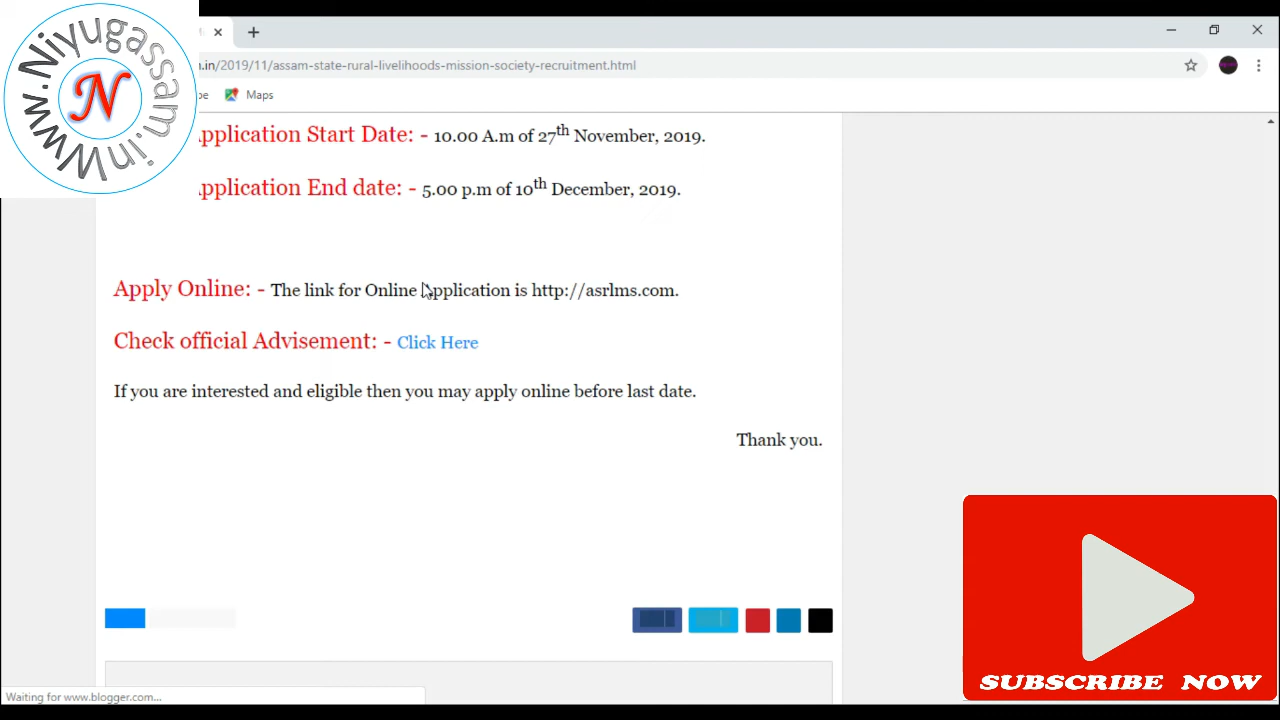 www.Niyugassam.in
N
n.in/2019/11/assam-state-rural-livelihoods-mission-society-recruitment.html
pe Maps
pplication Start Date: - 10.00 A.m of 27th November, 2019.
pplication End date: - 5.00 p.m of 10th December, 2019.
Apply Online: - The link for Online Application is http://asrlms.com.
Check official Advisement: - Click Here
If you are interested and eligible then you may apply online before last date.
Thank you.
SUBSCRIBE NOW
Waiting for www.blogger.com...